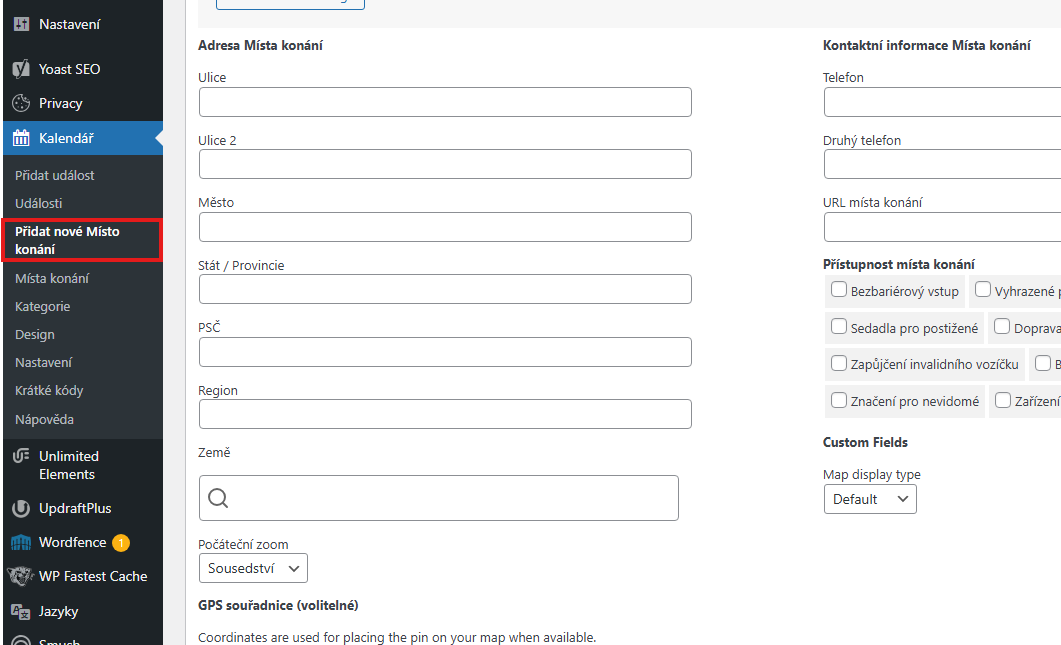 Nastavení
Yoast SEO
Privacy
Kalendář
Přidat událost
Události
Přidat nové Místo
konání
Místa konání
Kategorie
Design
Nastavení
Krátké kódy
Nápověda
Unlimited
Elements
UpdraftPlus
Wordfence 1
WP Fastest Cache
Jazyky
Smush
Adresa Místa konání
Ulice
Ulice 2
Město
Stát / Provincie
PSČ
Region
Země
Počáteční zoom
Sousedství
GPS souřadnice (volitelné)
Coordinates are used for placing the pin on your map when available.
Kontaktní informace Místa konání
Telefon
Druhý telefon
URL místa konání
Přístupnost místa konání
Bezbariérový vstup Vyhrazené
Sedadla pro postižené Doprava
Zapůjčení invalidního vozíčku
Značení pro nevidomé Zařízení
Custom Fields
Map display type
Default